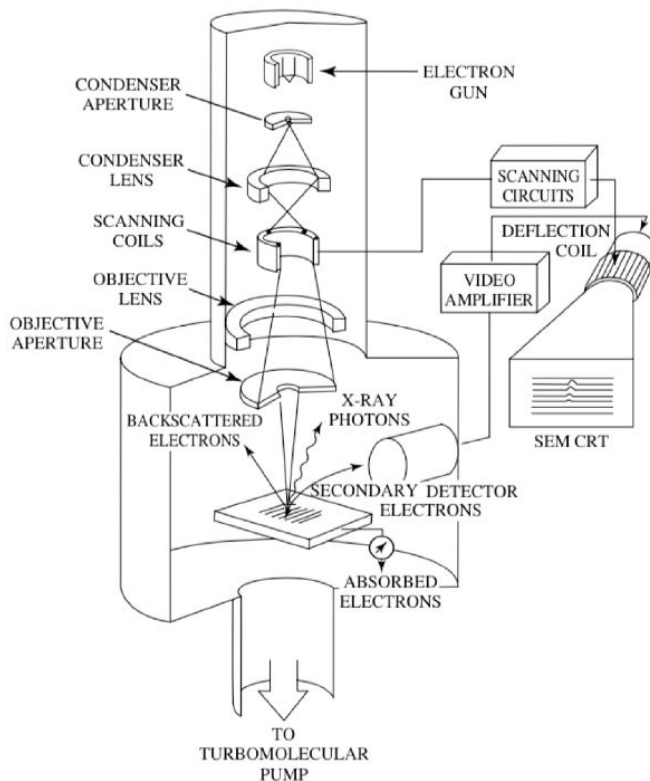 ELECTRON
GUN
CONDENSER
APERTURE
CONDENSER
LENS
SCANNING
CIRCUITS
SCANNING
COILS
DEFLECTION
COIL
VIDEO
AMPLIFIER
OBJECTIVE
LENS
OBJECTIVE
APERTURE
X-RAY
PHOTONS
BACKSCATTERED
ELECTRONS
SEM CRT
SECONDARY DETECTOR
ELECTRONS
ABSORBED
ELECTRONS
TO
TURBOMOLECULAR
PUMP